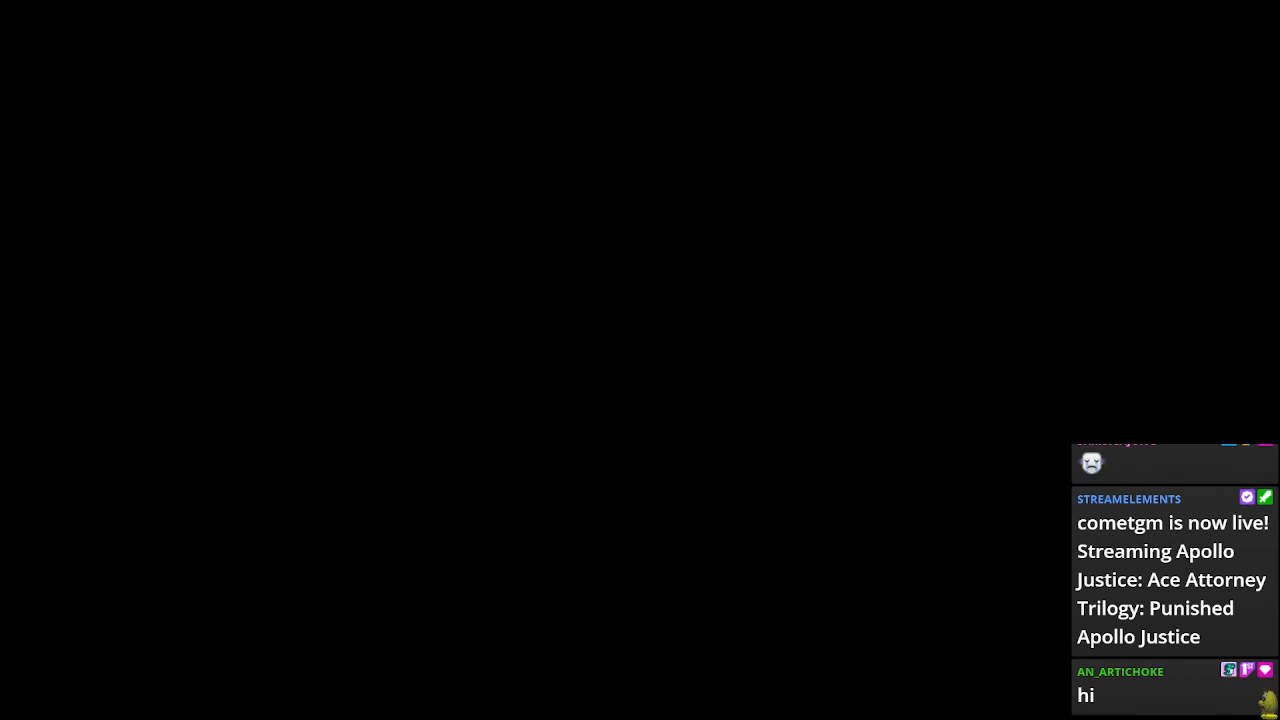 STREAMELEMENTS
cometgm is now live!
Streaming Apollo
Justice: Ace Attorney
Trilogy: Punished
Apollo Justice
AN_ARTICHOKE
hi